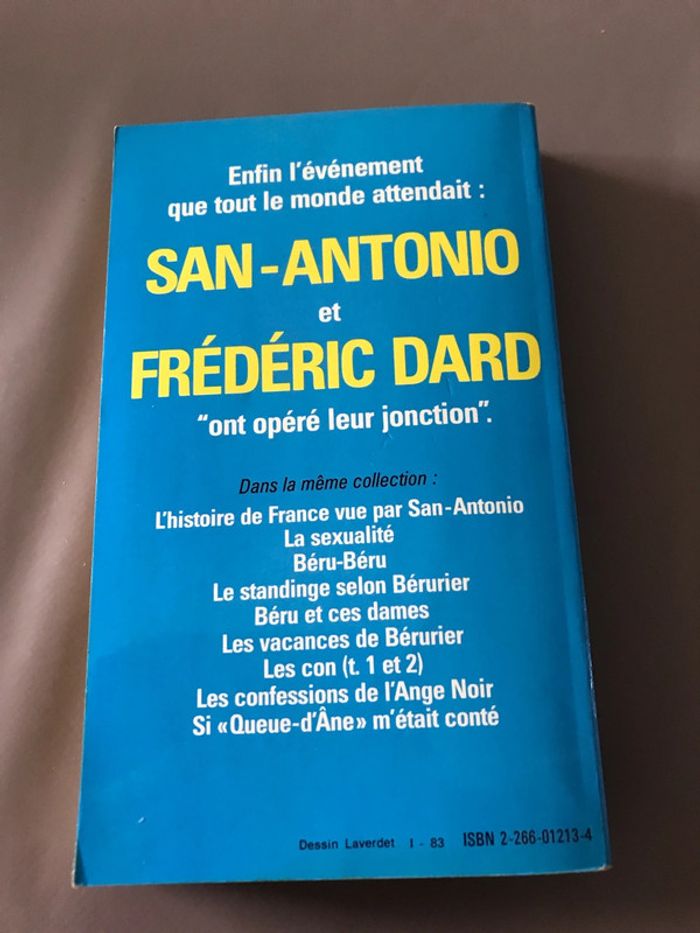 Enfin l'événement
que tout le monde attendait :
SAN-ANTONIO
et
FRÉDÉRIC DARD
"ont opéré leur jonction".
Dans la même collection :
L'histoire de France vue par San-Antonio
La sexualité
Béru-Béru
Le standinge selon Bérurier
Béru et ces dames
Les vacances de Bérurier
Les con (t. 1 et 2)
Les confessions de l'Ange Noir
Si «Queue-d'Âne» m'était conté
Dessin Laverdet I - 83 ISBN 2-266-01213-4